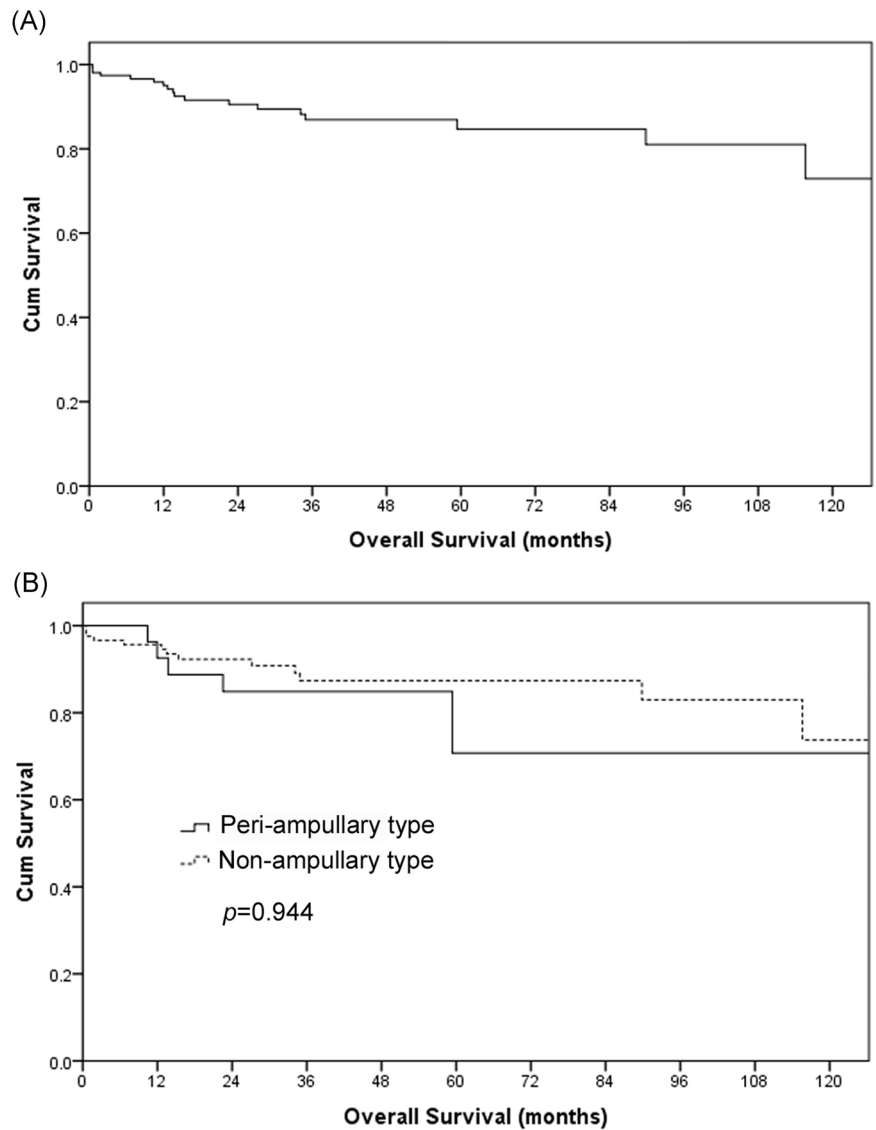 (A)
1.0
0.8
0.6
0.4
0.2
0.0
Cum Survival
0 12 24 36 48 60 72 84 96 108 120
Overall Survival (months)
(B)
1.0
0.8
0.6
0.4
0.2
0.0
Cum Survival
Peri-ampullary type
Non-ampullary type
p=0.944
0 12 24 36 48 60 72 84 96 108 120
Overall Survival (months)